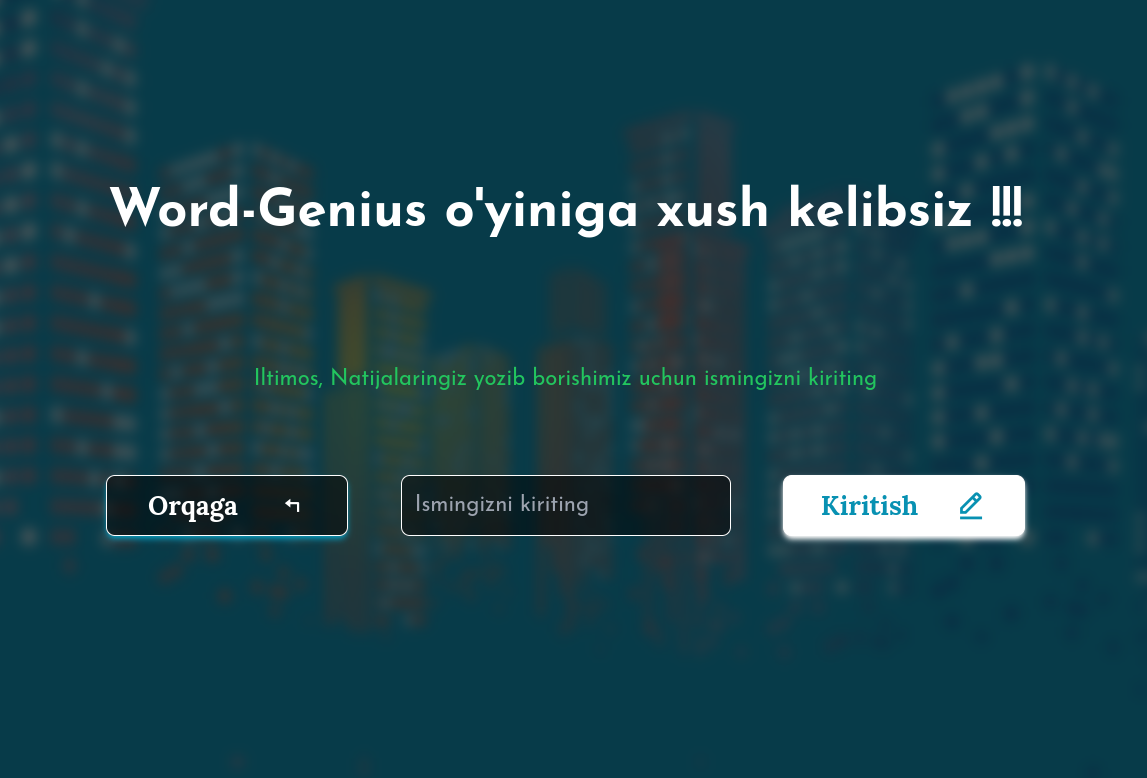 Word-Genius o'yiniga xush kelibsiz !!!
Iltimos, Natijalaringiz yozib borishimiz uchun ismingizni kiriting
Orqaga
Ismingizni kiriting
Kiritish